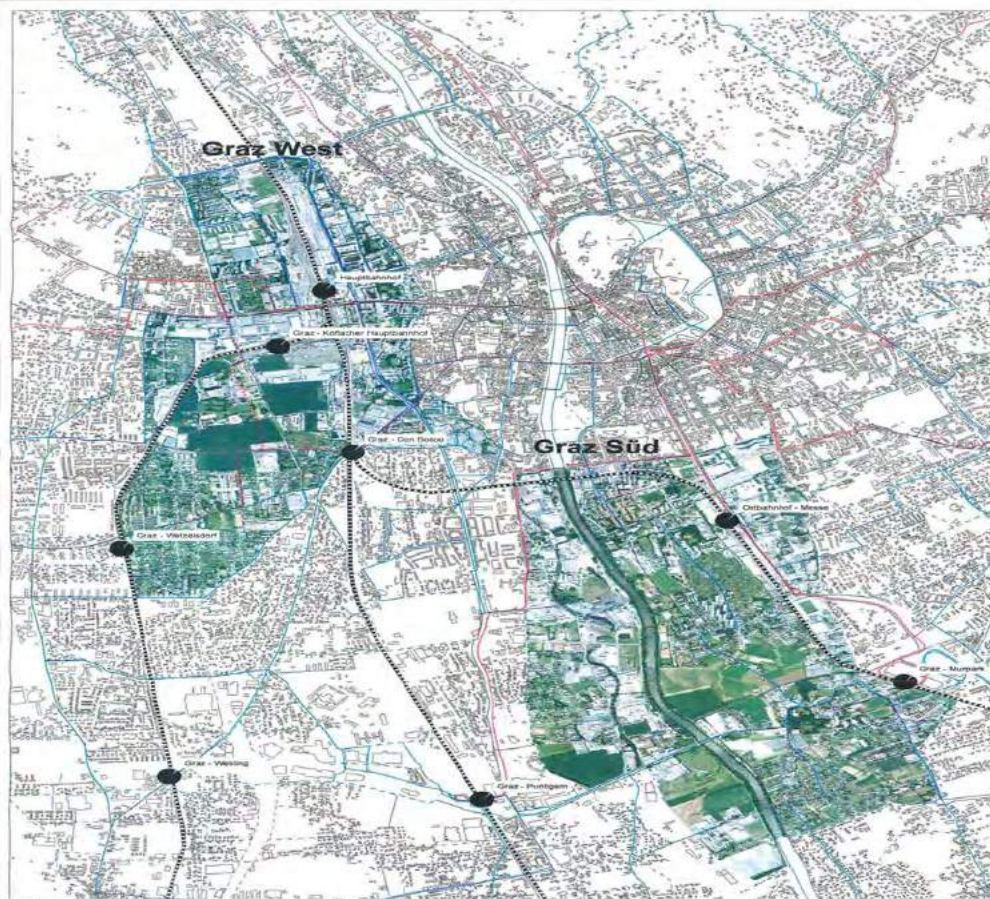 Graz West
Hauptbahnhof
Graz - Köflacher Hauptbahnhof
Graz - Don Bosco
Graz Süd
Ostbahnhof - Messe
Graz - Wetzelsdorf
Graz - Murpark
Graz - Webling
Graz - Puntigam